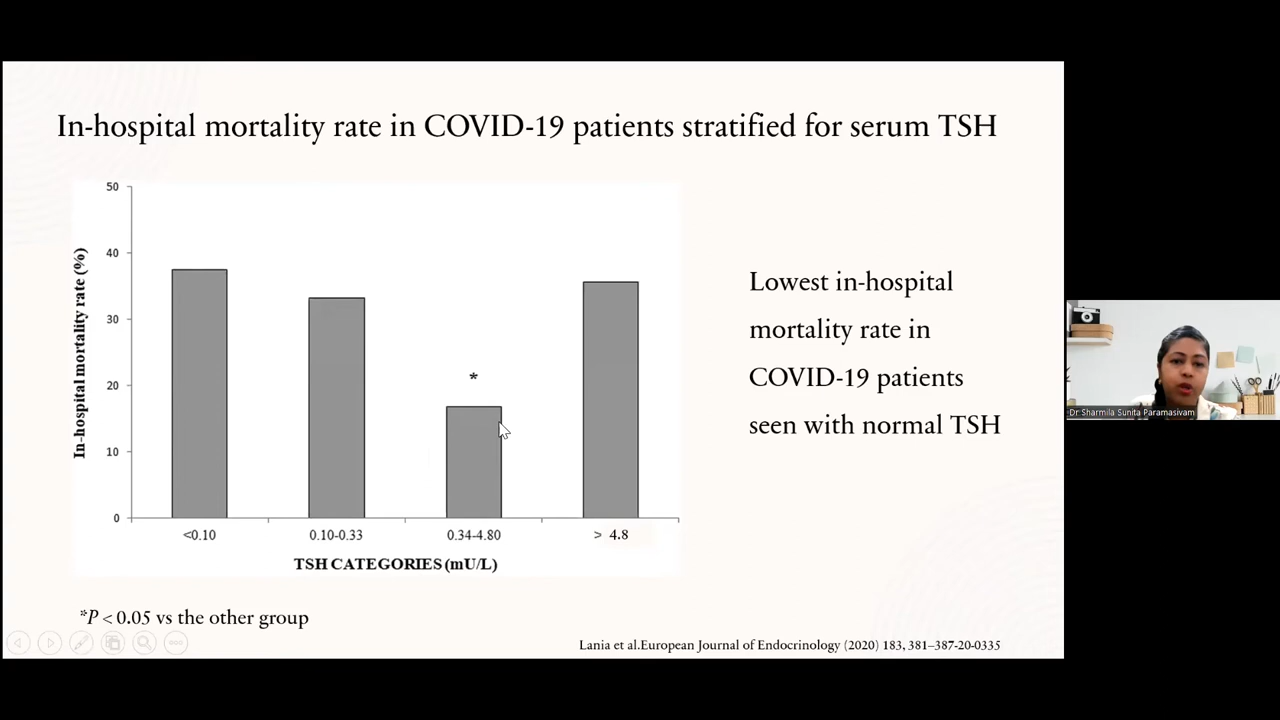 In-hospital mortality rate in COVID-19 patients stratified for serum TSH
50
40
30
20
10
0
In-hospital mortality rate (%)
*
<0.10
0.10-0.33
0.34-4.80
> 4.8
TSH CATEGORIES (mU/L)
Lowest in-hospital
mortality rate in
COVID-19 patients
seen with normal TSH
*P < 0.05 vs the other group
Lania et al.European Journal of Endocrinology (2020) 183, 381–387-20-0335
Dr Sharmila Sunita Paramasivam